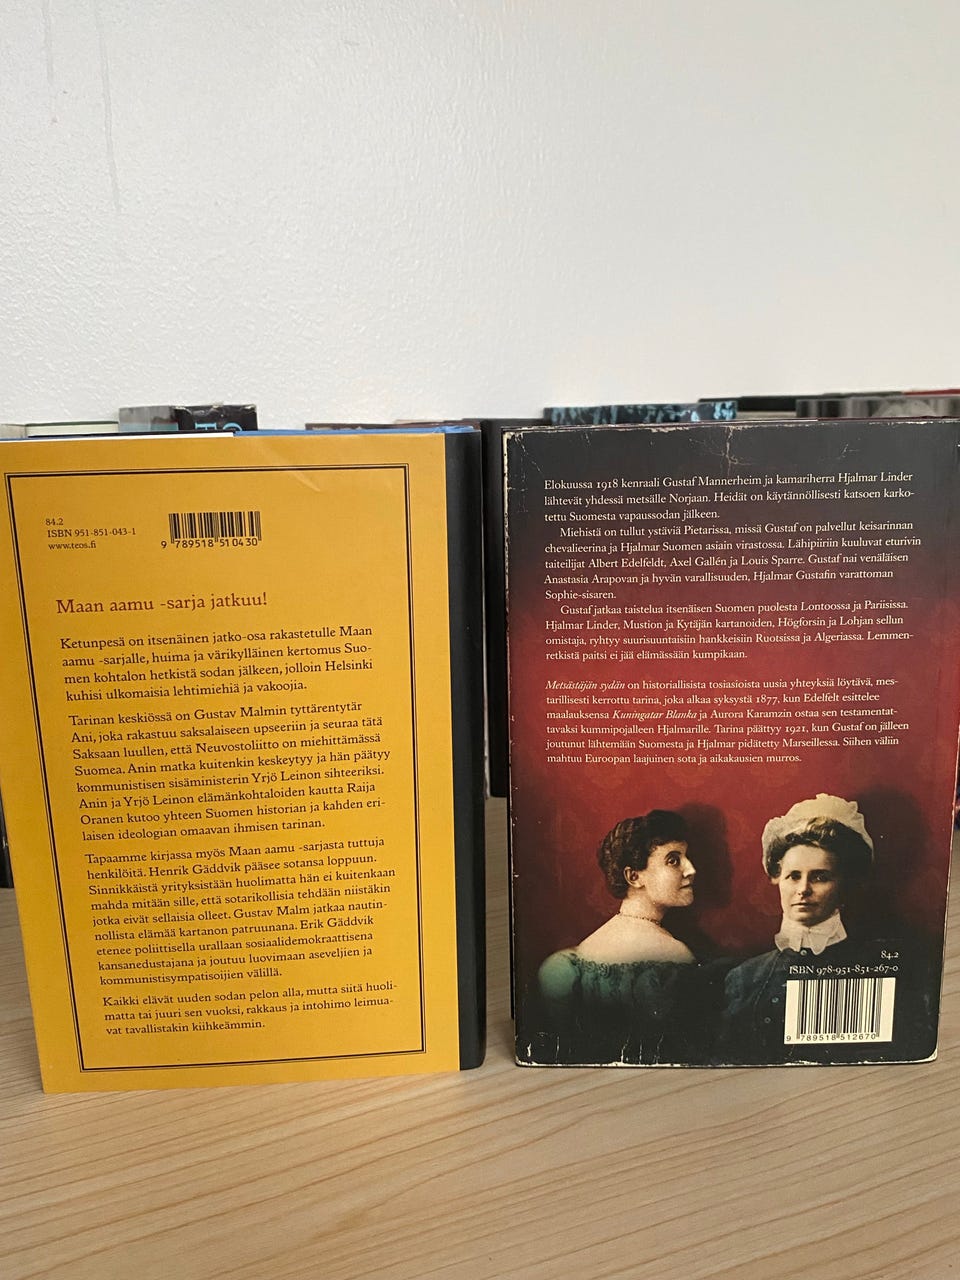 84.2
ISBN 951-851-043-1
www.teos.fi
9 789518 510430
Maan aamu -sarja jatkuu!
Ketunpesä on itsenäinen jatko-osa rakastetulle Maan
aamu -sarjalle, huima ja värikylläinen kertomus Suo-
men kohtalon hetkistä sodan jälkeen, jolloin Helsinki
kuhisi ulkomaisia lehtimiehiä ja vakoojia.
Tarinan keskiössä on Gustav Malmin tyttärentytär
Ani, joka rakastuu saksalaiseen upseeriin ja seuraa tätä
Saksaan luullen, että Neuvostoliitto on miehittämässä
Suomea. Anin matka kuitenkin keskeytyy ja hän päätyy
kommunistisen sisäministerin Yrjö Leinon sihteeriksi.
Anin ja Yrjö Leinon elämänkohtaloiden kautta Raija
Oranen kutoo yhteen Suomen historian ja kahden eri-
laisen ideologian omaavan ihmisen tarinan.
Tapaamme kirjassa myös Maan aamu -sarjasta tuttuja
henkilöitä. Henrik Gäddvik pääsee sotansa loppuun.
Sinnikkäistä yrityksistään huolimatta hän ei kuitenkaan
mahda mitään sille, että sotarikollisia tehdään niistäkin
jotka eivät sellaisia olleet. Gustav Malm jatkaa nautin-
nollista elämää kartanon patruunana. Erik Gäddvik
etenee poliittisella urallaan sosiaalidemokraattisena
kansanedustajana ja joutuu luovimaan aseveljien ja
kommunistisympatisoijien välillä.
Kaikki elävät uuden sodan pelon alla, mutta siitä huoli-
matta tai juuri sen vuoksi, rakkaus ja intohimo leimua-
vat tavallistakin kiihkeämmin.
Elokuussa 1918 kenraali Gustaf Mannerheim ja kamariherra Hjalmar Linder
lähtevät yhdessä metsälle Norjaan. Heidät on käytännöllisesti katsoen karko-
tettu Suomesta vapaussodan jälkeen.
Miehistä on tullut ystäviä Pietarissa, missä Gustaf on palvellut keisarinnan
chevalieerina ja Hjalmar Suomen asiain virastossa. Lähipiiriin kuuluvat eturivin
taiteilijat Albert Edelfeldt, Axel Gallén ja Louis Sparre. Gustaf nai venäläisen
Anastasia Arapovan ja hyvän varallisuuden, Hjalmar Gustafin varattoman
Sophie-sisaren.
Gustaf jatkaa taistelua itsenäisen Suomen puolesta Lontoossa ja Pariisissa.
Hjalmar Linder, Mustion ja Kytäjän kartanoiden, Högforsin ja Lohjan sellun
omistaja, ryhtyy suurisuuntaisiin hankkeisiin Ruotsissa ja Algeriassa. Lemmen-
retkistä paitsi ei jää elämässään kumpikaan.
Metsästäjän sydän on historiallisista tosiasioista uusia yhteyksiä löytävä, mes-
tarillisesti kerrottu tarina, joka alkaa syksystä 1877, kun Edelfelt esittelee
maalauksensa Kuningatar Blanka ja Aurora Karamzin ostaa sen testamentat-
tavaksi kummipojalleen Hjalmarille. Tarina päättyy 1921, kun Gustaf on jälleen
joutunut lähtemään Suomesta ja Hjalmar pidätetty Marseillessa. Siihen väliin
mahtuu Euroopan laajuinen sota ja aikakausien murros.
84.2
ISBN 978-951-851-267-0
9 789518 512670